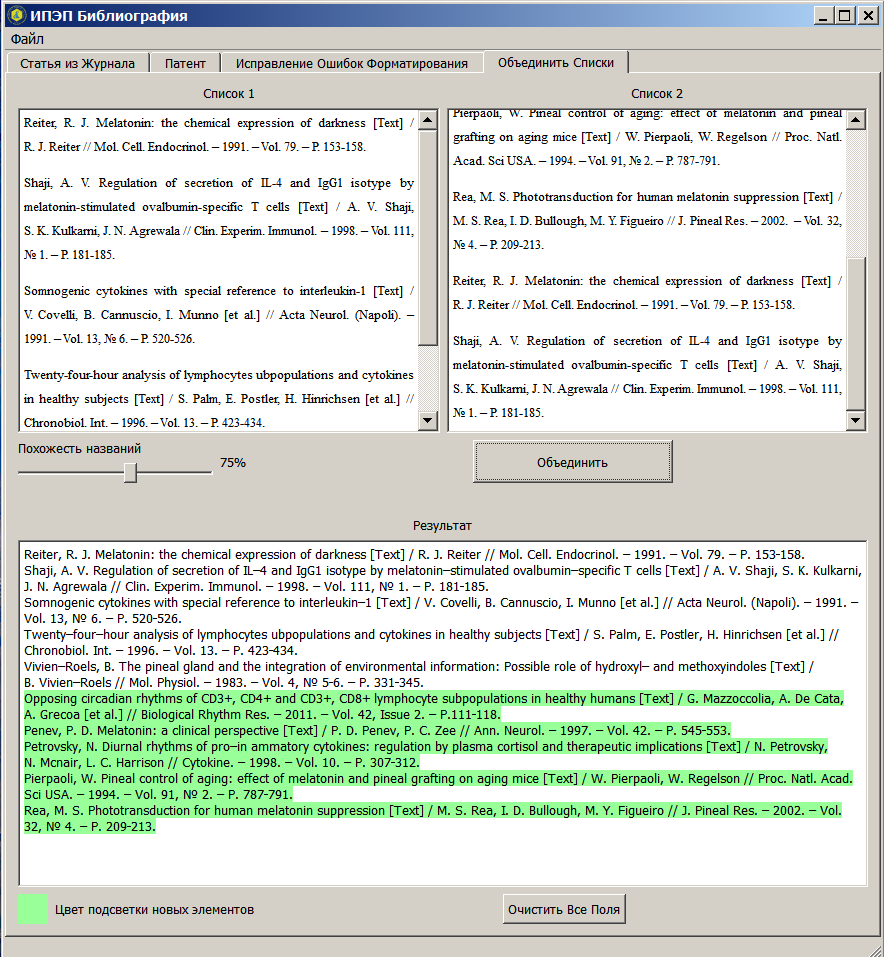 ИПЭП Библиография
Файл
Статья из Журнала
Патент
Исправление Ошибок Форматирования
Объединить Списки
Список 1
Reiter, R. J. Melatonin: the chemical expression of darkness [Text] /
R. J. Reiter // Mol. Cell. Endocrinol. – 1991. – Vol. 79. – P. 153-158.
Shaji, A. V. Regulation of secretion of IL-4 and IgG1 isotype by
melatonin-stimulated ovalbumin-specific T cells [Text] / A. V. Shaji,
S. K. Kulkarni, J. N. Agrewala // Clin. Experim. Immunol. – 1998. – Vol. 111,
№ 1. – P. 181-185.
Somnogenic cytokines with special reference to interleukin-1 [Text] /
V. Covelli, B. Cannuscio, I. Munno [et al.] // Acta Neurol. (Napoli). –
1991. – Vol. 13, № 6. – P. 520-526.
Twenty-four-hour analysis of lymphocytes ubpopulations and cytokines
in healthy subjects [Text] / S. Palm, E. Postler, H. Hinrichsen [et al.] //
Chronobiol. Int. – 1996. – Vol. 13. – P. 423-434.
Список 2
Pierpaoli, W. Pineal control of aging: effect of melatonin and pineal
grafting on aging mice [Text] / W. Pierpaoli, W. Regelson // Proc. Natl.
Acad. Sci USA. – 1994. – Vol. 91, № 2. – P. 787-791.
Rea, M. S. Phototransduction for human melatonin suppression [Text] /
M. S. Rea, I. D. Bullough, M. Y. Figueiro // J. Pineal Res. – 2002. – Vol. 32,
№ 4. – P. 209-213.
Reiter, R. J. Melatonin: the chemical expression of darkness [Text] /
R. J. Reiter // Mol. Cell. Endocrinol. – 1991. – Vol. 79. – P. 153-158.
Shaji, A. V. Regulation of secretion of IL-4 and IgG1 isotype by
melatonin-stimulated ovalbumin-specific T cells [Text] / A. V. Shaji,
S. K. Kulkarni, J. N. Agrewala // Clin. Experim. Immunol. – 1998. – Vol. 111,
№ 1. – P. 181-185.
Похожесть названий
75%
Объединить
Результат
Reiter, R. J. Melatonin: the chemical expression of darkness [Text] / R. J. Reiter // Mol. Cell. Endocrinol. – 1991. – Vol. 79. – P. 153-158.
Shaji, A. V. Regulation of secretion of IL–4 and IgG1 isotype by melatonin–stimulated ovalbumin–specific T cells [Text] / A. V. Shaji, S. K. Kulkarni,
J. N. Agrewala // Clin. Experim. Immunol. – 1998. – Vol. 111, № 1. – P. 181-185.
Somnogenic cytokines with special reference to interleukin–1 [Text] / V. Covelli, B. Cannuscio, I. Munno [et al.] // Acta Neurol. (Napoli). – 1991. –
Vol. 13, № 6. – P. 520-526.
Twenty–four–hour analysis of lymphocytes ubpopulations and cytokines in healthy subjects [Text] / S. Palm, E. Postler, H. Hinrichsen [et al.] //
Chronobiol. Int. – 1996. – Vol. 13. – P. 423-434.
Vivien–Roels, B. The pineal gland and the integration of environmental information: Possible role of hydroxyl– and methoxyindoles [Text] /
B. Vivien–Roels // Mol. Physiol. – 1983. – Vol. 4, № 5-6. – P. 331-345.
Opposing circadian rhythms of CD3+, CD4+ and CD3+, CD8+ lymphocyte subpopulations in healthy humans [Text] / G. Mazzoccolia, A. De Cata,
A. Grecoa [et al.] // Biological Rhythm Res. – 2011. – Vol. 42, Issue 2. – P.111-118.
Penev, P. D. Melatonin: a clinical perspective [Text] / P. D. Penev, P. C. Zee // Ann. Neurol. – 1997. – Vol. 42. – P. 545-553.
Petrovsky, N. Diurnal rhythms of pro–in ammatory cytokines: regulation by plasma cortisol and therapeutic implications [Text] / N. Petrovsky,
N. Mcnair, L. C. Harrison // Cytokine. – 1998. – Vol. 10. – P. 307-312.
Pierpaoli, W. Pineal control of aging: effect of melatonin and pineal grafting on aging mice [Text] / W. Pierpaoli, W. Regelson // Proc. Natl. Acad.
Sci USA. – 1994. – Vol. 91, № 2. – P. 787-791.
Rea, M. S. Phototransduction for human melatonin suppression [Text] / M. S. Rea, I. D. Bullough, M. Y. Figueiro // J. Pineal Res. – 2002. – Vol.
32, № 4. – P. 209-213.
Цвет подсветки новых элементов
Очистить Все Поля